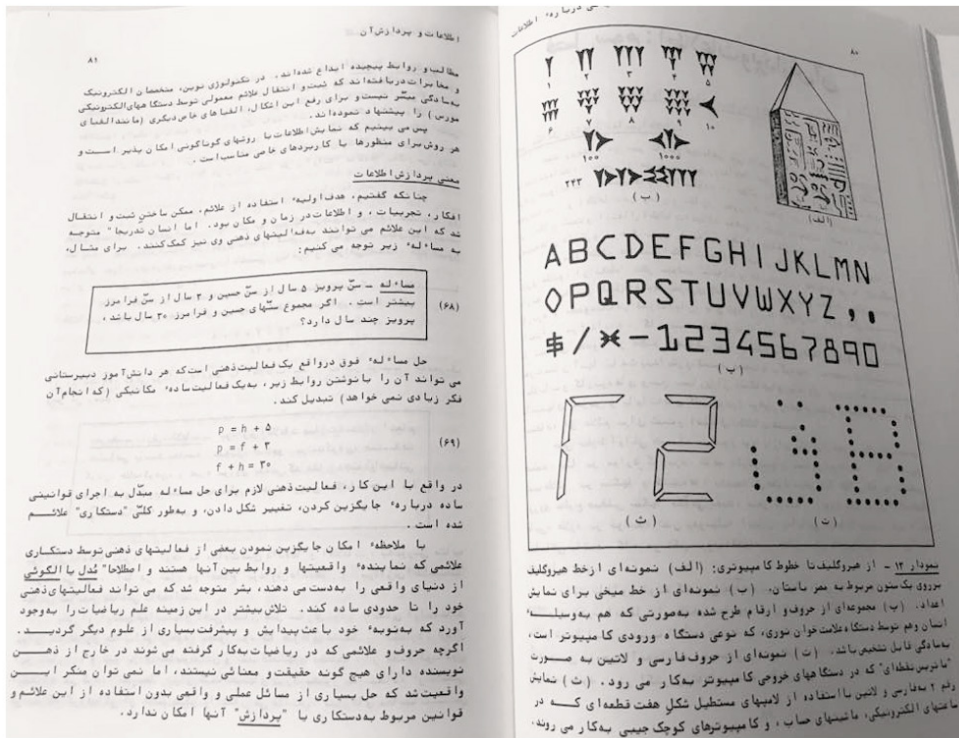 درباره‌ٔ اطلاعات
۸۰
۱ ۲ ۳ ۴ ۵
۶ ۷ ۸ ۹ ۱۰
۱۰۰ ۱۰۰۰
۲۴۳
(ب)
(الف)
ABCDEFGHIJKLMN
OPQRSTUVWXYZ,.
$/*-1234567890
(پ)
۲ 2
(ث)
(ت)
نمودار ۱۳ - از هیروگلیف تا خطوط کامپیوتری: (الف) نمونه‌ای از خط هیروگلیف
برروی یک ستون مربوط به مصر باستان. (ب) نمونه‌ای از خط میخی برای نمایش
اعداد. (پ) مجموعه‌ای از حروف و ارقام طرح شده به‌صورتی که هم به‌وسیله‌ٔ
انسان وهم توسط دستگاه علامت خوان نوری، که نوعی دستگاه ورودی کامپیوتر است،
به‌سادگی قابل تشخیص باشد. (ت) نمونه‌ای از حروف فارسی و لاتین به صورت
"ماتریس نقطه‌ای" که در دستگاههای خروجی کامپیوتر به‌کار می رود. (ث) نمایش
رقم ۲ به‌فارسی و لاتین با استفاده از لامپهای مستطیل شکل هفت قطعه‌ای که در
ساعتهای الکترونیکی، ماشینهای حساب، و کامپیوترهای کوچک جیبی به‌کار می روند.
اطلاعات و پردازش آن
۸۱
مطالب و روابط پیچیده ابداع شده‌اند. در تکنولوژی نوین، متخصصان الکترونیک
و مخابرات دریافته‌اند که ثبت و انتقال علائم معمولی توسط دستگاههای الکترونیکی
به‌سادگی میسّر نیست و برای رفع این اشکال، الفباهای خاص دیگری (مانند الفبای
مورس) را پیشنهاد نموده‌اند.
پس می بینیم که نمایش اطلاعات با روشهای گوناگونی امکان پذیر است و
هر روش برای منظورها یا کاربردهای خاصی مناسب است.
معنی پردازش اطلاعات
چنانکه گفتیم، هدف اولیه‌ٔ استفاده از علائم، ممکن ساختن ثبت و انتقال
افکار، تجربیات، و اطلاعات در زمان و مکان بود. اما انسان تدریجا" متوجه
شد که این علائم می توانند به‌فعالیتهای ذهنی وی نیز کمک کنند. برای مثال،
به مساءله‌ٔ زیر توجه می کنیم:
مساءله - سنّ پرویز ۵ سال از سنّ حسین و ۳ سال از سنّ فرامرز
بیشتر است. اگر مجموع سنّهای حسین و فرامرز ۳۰ سال باشد،
پرویز چند سال دارد؟
(۶۸)
حل مساءله‌ٔ فوق درواقع یک فعالیت ذهنی است که هر دانش‌آموز دبیرستانی
می تواند آن را با نوشتن روابط زیر، به‌یک فعالیت ساده‌ٔ مکانیکی (که انجام آن
فکر زیادی نمی خواهد) تبدیل کند.
p = h + ۵
p = f + ۳
f + h = ۳۰
(۶۹)
در واقع با این کار، فعالیت ذهنی لازم برای حل مساءله مبدّل به اجرای قوانینی
ساده درباره‌ٔ جایگزین کردن، تغییر شکل دادن، و به‌طور کلّی "دستکاری" علائم
شده است.
با ملاحظه‌ٔ امکان جایگزین نمودن بعضی از فعالیتهای ذهنی توسط دستکاری
علائمی که نماینده‌ٔ واقعیتها و روابط بین آنها هستند و اصطلاحا" مُدل یا الگوئی
از دنیای واقعی را به‌دست می دهند، بشر متوجه شد که می تواند فعالیتهای ذهنی
خود را تا حدودی ساده کند. تلاش بیشتر در این زمینه علم ریاضیات را به‌وجود
آورد که به‌نوبه‌ٔ خود باعث پیدایش و پیشرفت بسیاری از علوم دیگر گردید.
اگرچه حروف و علائمی که در ریاضیات به‌کار گرفته می شوند در خارج از ذهن
نویسنده دارای هیچ گونه حقیقت و معنائی نیستند، اما نمی توان منکر این
واقعیت شد که حل بسیاری از مسائل عملی و واقعی بدون استفاده از این علائم و
قوانین مربوط به‌دستکاری یا "پردازش" آنها امکان ندارد.